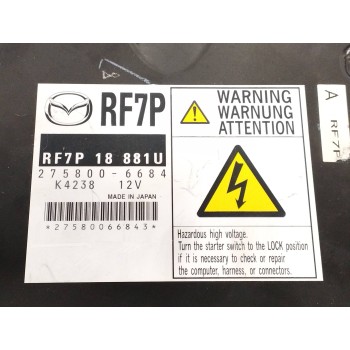 RF7P
RF7P 18 881U
275800-6684
K4238 12V
MADE IN JAPAN
*27580066843*
WARNING
WARNUNG
ATTENTION
Hazardous high voltage.
Turn the starter switch to the LOCK position
if it is necessary to check or repair
the computer, harness, or connectors.
A
RF7P